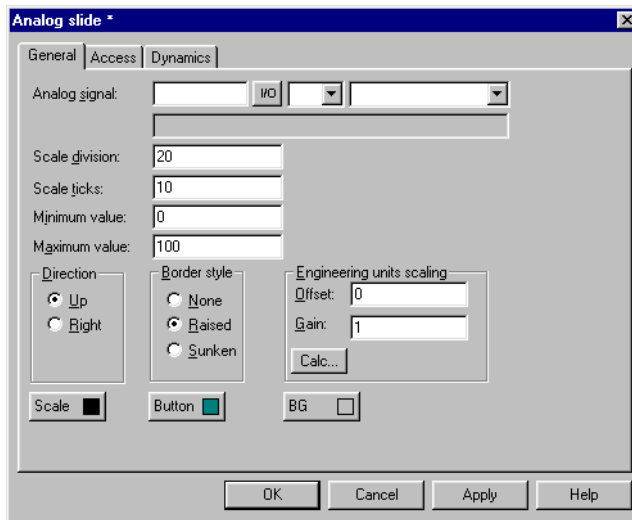 Analog slide *
General Access Dynamics
Analog signal: I/O
Scale division: 20
Scale ticks: 10
Minimum value: 0
Maximum value: 100
Direction
Up
Right
Border style
None
Raised
Sunken
Engineering units scaling
Offset: 0
Gain: 1
Calc...
Scale Button BG
OK Cancel Apply Help